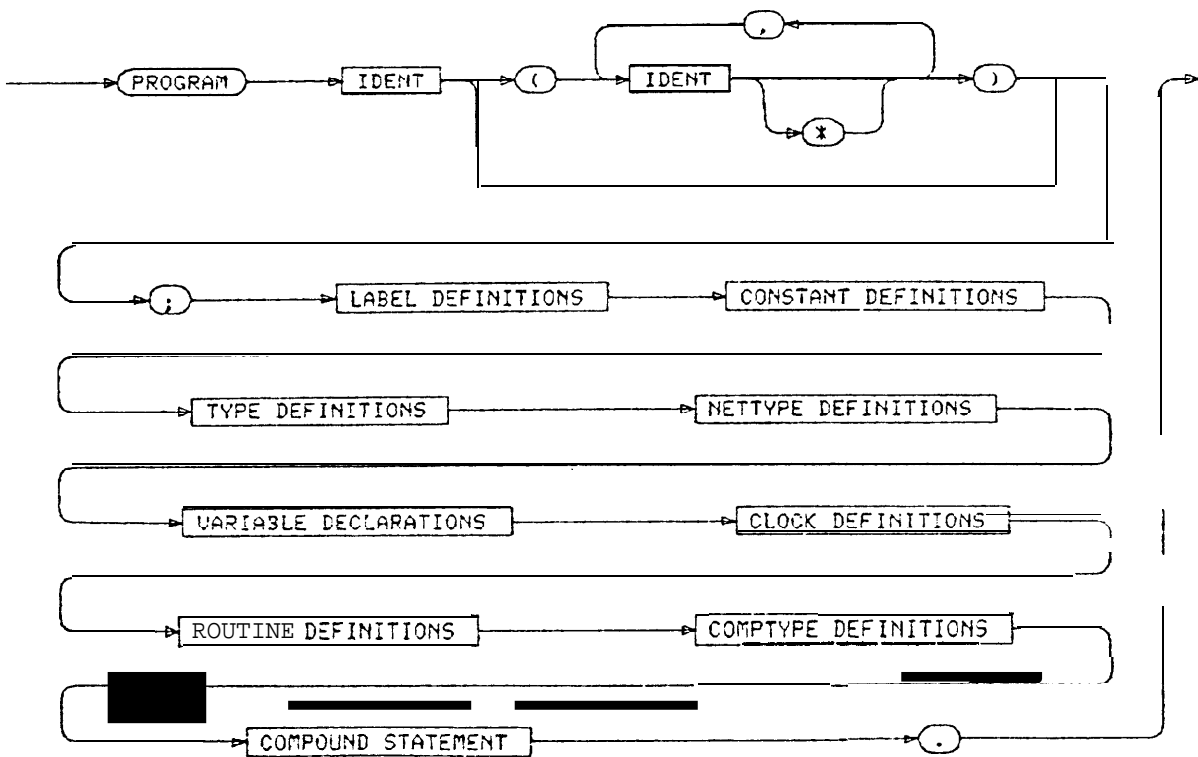 ,
PROGRAM IDENT ( IDENT )
*
; LABEL DEFINITIONS CONSTANT DEFINITIONS
TYPE DEFINITIONS NETTYPE DEFINITIONS
VARIABLE DECLARATIONS CLOCK DEFINITIONS
ROUTINE DEFINITIONS COMPTYPE DEFINITIONS
COMPOUND STATEMENT .